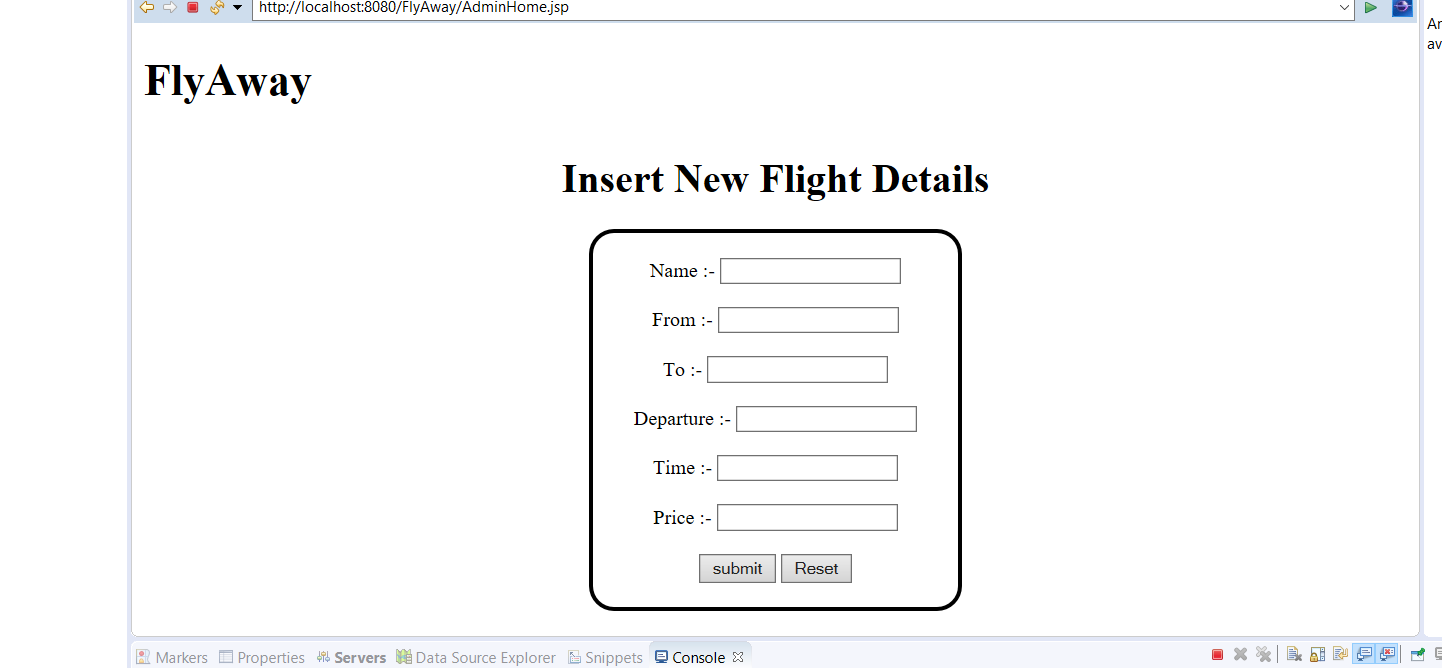 http://localhost:8080/FlyAway/AdminHome.jsp
FlyAway
Insert New Flight Details
Name :-
From :-
To :-
Departure :-
Time :-
Price :-
submit Reset
Markers Properties Servers Data Source Explorer Snippets Console